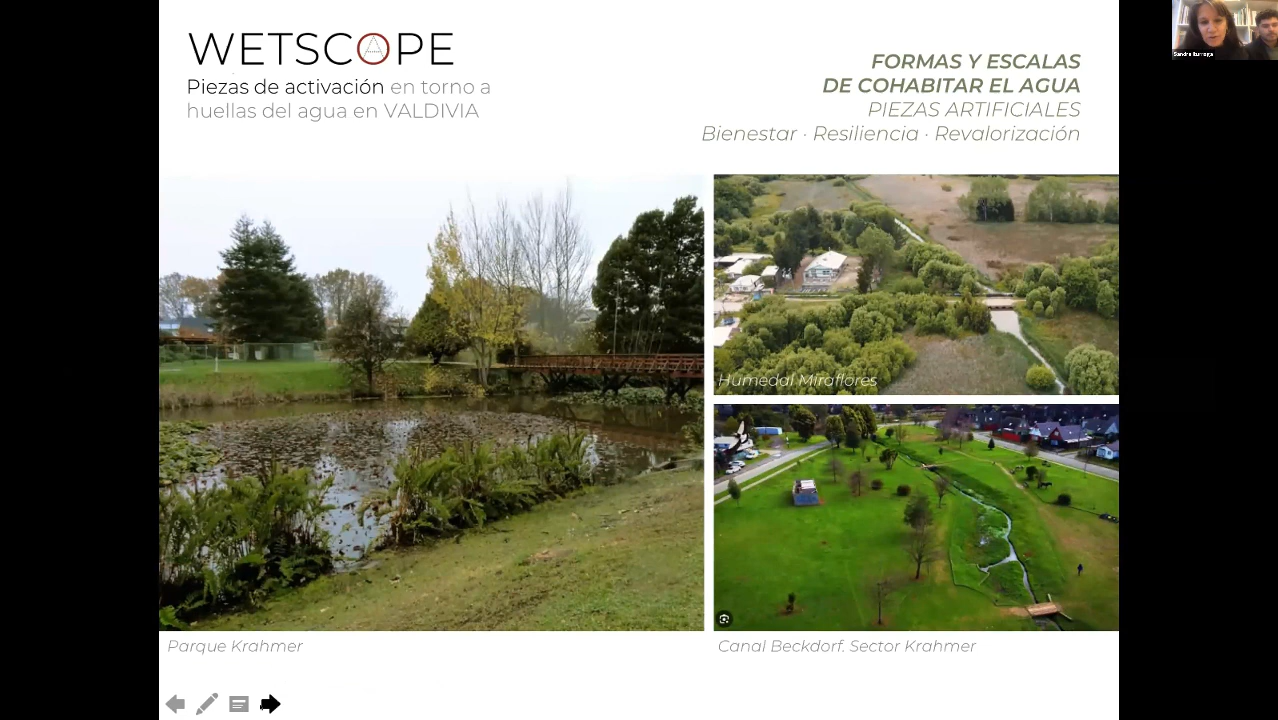 WETSCOPE
Piezas de activación en torno a
huellas del agua en VALDIVIA
FORMAS Y ESCALAS
DE COHABITAR EL AGUA
PIEZAS ARTIFICIALES
Bienestar · Resiliencia · Revalorización
Humedal Miraflores
Parque Krahmer
Canal Beckdorf. Sector Krahmer
Sandra Iturriaga